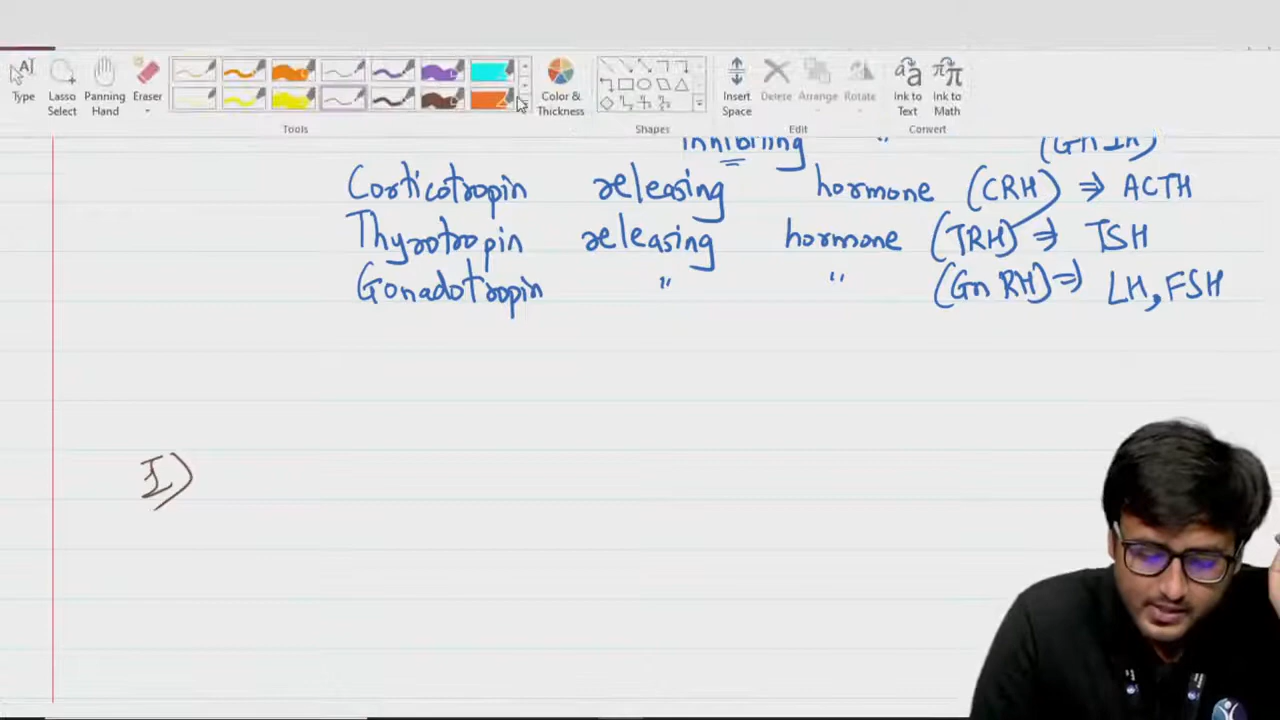 Type
Lasso Select
Panning Hand
Eraser
Color & Thickness
Insert Space
Delete
Arrange
Rotate
Ink to Text
Ink to Math
Tools
Shapes
Edit
Convert
inhibiting " (GnIH)
Corticotropin releasing hormone (CRH) ⇒ ACTH
Thyrotropin releasing hormone (TRH) ⇒ TSH
Gonadotropin " " (Gn RH) ⇒ LH, FSH
I)